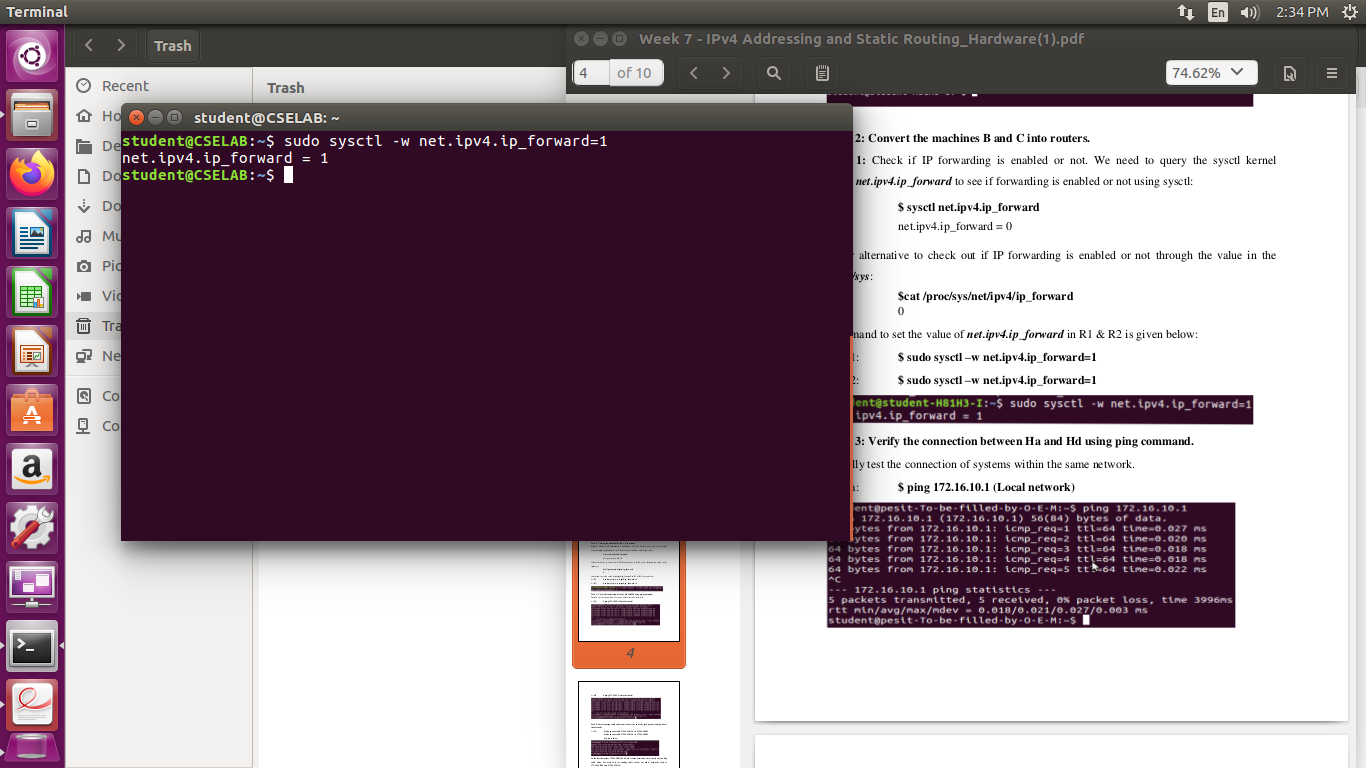 Terminal
En
2:34 PM
Trash
Week 7 - IPv4 Addressing and Static Routing_Hardware(1).pdf
4 of 10
74.62%
Recent
Trash
student@CSELAB: ~
student@CSELAB:~$ sudo sysctl -w net.ipv4.ip_forward=1
net.ipv4.ip_forward = 1
student@CSELAB:~$
2: Convert the machines B and C into routers.
1: Check if IP forwarding is enabled or not. We need to query the sysctl kernel
net.ipv4.ip_forward to see if forwarding is enabled or not using sysctl:
$ sysctl net.ipv4.ip_forward
net.ipv4.ip_forward = 0
alternative to check out if IP forwarding is enabled or not through the value in the
/sys:
$cat /proc/sys/net/ipv4/ip_forward
0
mand to set the value of net.ipv4.ip_forward in R1 & R2 is given below:
1: $ sudo sysctl –w net.ipv4.ip_forward=1
2: $ sudo sysctl –w net.ipv4.ip_forward=1
ent@student-H81H3-I:~$ sudo sysctl -w net.ipv4.ip_forward=1
ipv4.ip_forward = 1
3: Verify the connection between Ha and Hd using ping command.
lly test the connection of systems within the same network.
$ ping 172.16.10.1 (Local network)
ent@pesit-To-be-filled-by-O-E-M:~$ ping 172.16.10.1
172.16.10.1 (172.16.10.1) 56(84) bytes of data.
bytes from 172.16.10.1: icmp_req=1 ttl=64 time=0.027 ms
bytes from 172.16.10.1: icmp_req=2 ttl=64 time=0.020 ms
64 bytes from 172.16.10.1: icmp_req=3 ttl=64 time=0.018 ms
64 bytes from 172.16.10.1: icmp_req=4 ttl=64 time=0.018 ms
64 bytes from 172.16.10.1: icmp_req=5 ttl=64 time=0.022 ms
^C
--- 172.16.10.1 ping statistics ---
5 packets transmitted, 5 received, 0% packet loss, time 3996ms
rtt min/avg/max/mdev = 0.018/0.021/0.027/0.003 ms
student@pesit-To-be-filled-by-O-E-M:~$
Ho
De
Do
Do
Mu
Pic
Vic
Tra
Ne
Co
Co
4